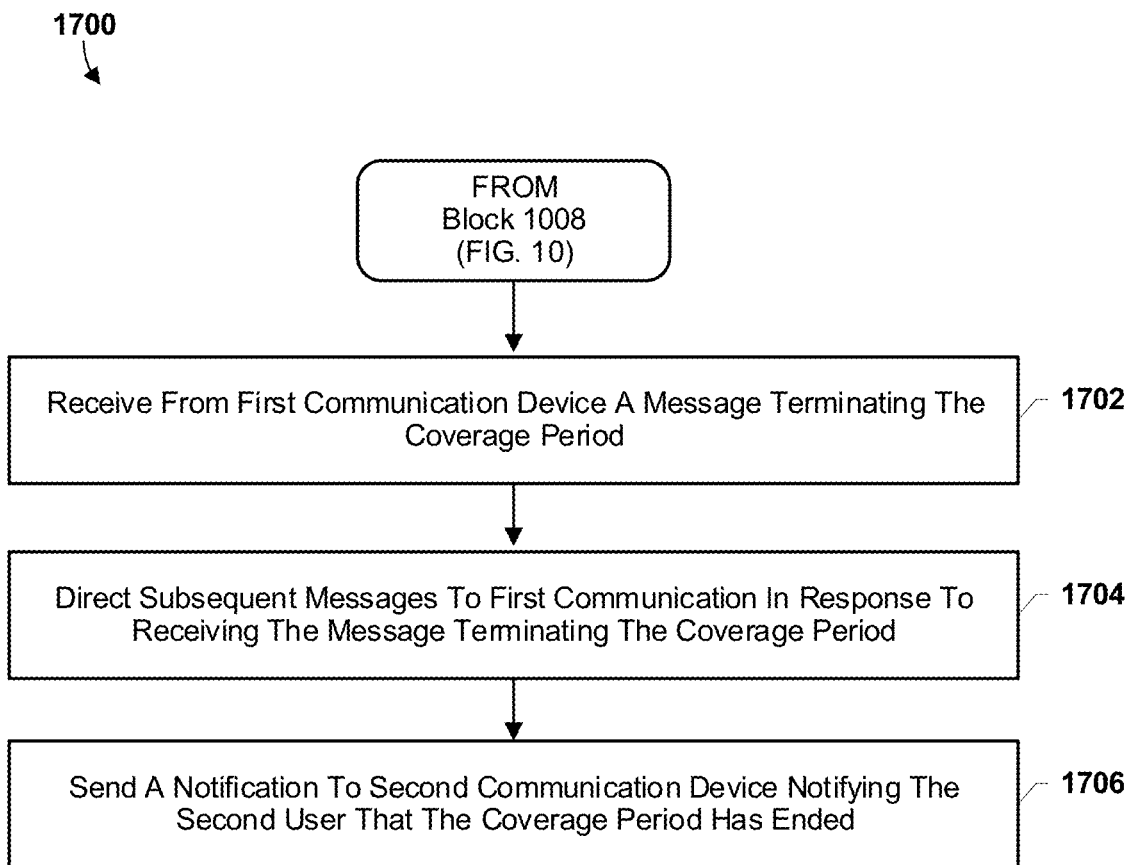 1700
FROM
Block 1008
(FIG. 10)
Receive From First Communication Device A Message Terminating The
Coverage Period
1702
Direct Subsequent Messages To First Communication In Response To
Receiving The Message Terminating The Coverage Period
1704
Send A Notification To Second Communication Device Notifying The
Second User That The Coverage Period Has Ended
1706